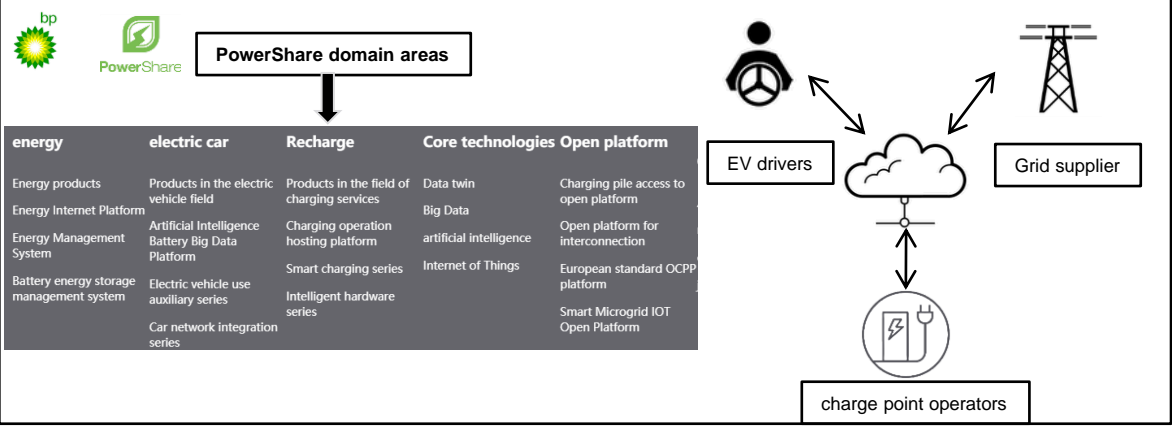 bp
PowerShare
PowerShare domain areas
energy
Energy products
Energy Internet Platform
Energy Management
System
Battery energy storage
management system
electric car
Products in the electric
vehicle field
Artificial Intelligence
Battery Big Data
Platform
Electric vehicle use
auxiliary series
Car network integration
series
Recharge
Products in the field of
charging services
Charging operation
hosting platform
Smart charging series
Intelligent hardware
series
Core technologies
Data twin
Big Data
artificial intelligence
Internet of Things
Open platform
Charging pile access to
open platform
Open platform for
interconnection
European standard OCPP
platform
Smart Microgrid IOT
Open Platform
EV drivers
Grid supplier
charge point operators